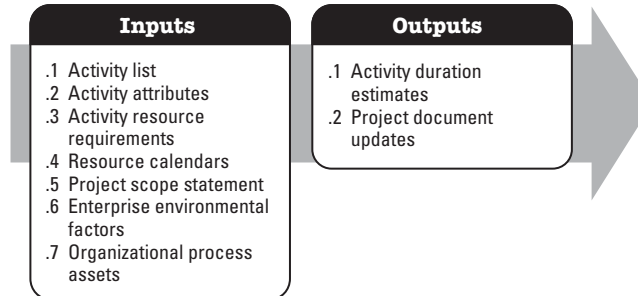 Inputs
.1 Activity list
.2 Activity attributes
.3 Activity resource
requirements
.4 Resource calendars
.5 Project scope statement
.6 Enterprise environmental
factors
.7 Organizational process
assets
Outputs
.1 Activity duration
estimates
.2 Project document
updates